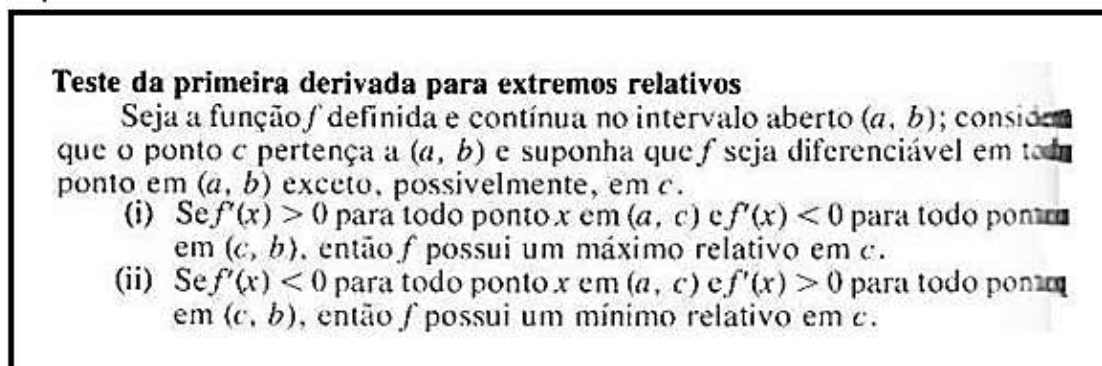 Teste da primeira derivada para extremos relativos
Seja a função f definida e contínua no intervalo aberto (a, b);
que o ponto c pertença a (a, b) e suponha que f seja diferenciável em
ponto em (a, b) exceto, possivelmente, em c.
(i) Se f'(x) > 0 para todo ponto x em (a, c) e f'(x) < 0 para todo
em (c, b), então f possui um máximo relativo em c.
(ii) Se f'(x) < 0 para todo ponto x em (a, c) e f'(x) > 0 para todo
em (c, b), então f possui um mínimo relativo em c.